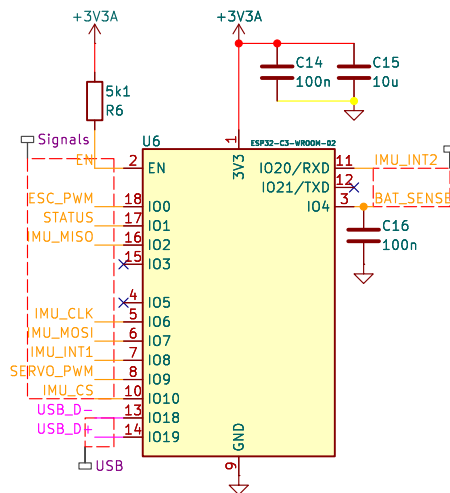 +3V3A
+3V3A
C14
100n
C15
10u
5k1
R6
Signals
U6
ESP32-C3-WROOM-02
1
3V3
EN
2
EN
IO20/RXD
11
IMU_INT2
IO21/TXD
12
IO4
3
BAT_SENSE
ESC_PWM
18
IO0
STATUS
17
IO1
IMU_MISO
16
IO2
15
IO3
C16
100n
4
IO5
IMU_CLK
5
IO6
IMU_MOSI
6
IO7
IMU_INT1
7
IO8
SERVO_PWM
8
IO9
IMU_CS
10
IO10
USB_D-
13
IO18
USB_D+
14
IO19
GND
9
USB